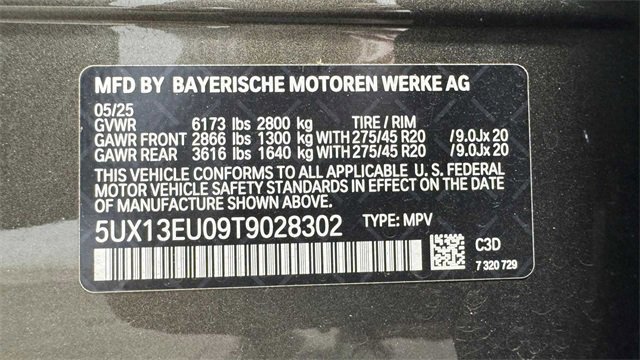 MFD BY BAYERISCHE MOTOREN WERKE AG
05/25
GVWR 6173 lbs 2800 kg TIRE / RIM
GAWR FRONT 2866 lbs 1300 kg WITH 275/45 R20 /9.0Jx 20
GAWR REAR 3616 lbs 1640 kg WITH 275/45 R20 /9.0Jx 20
THIS VEHICLE CONFORMS TO ALL APPLICABLE U.S. FEDERAL
MOTOR VEHICLE SAFETY STANDARDS IN EFFECT ON THE DATE
OF MANUFACTURE SHOWN ABOVE.
5UX13EU09T9028302 TYPE: MPV
C3D
7 320 729